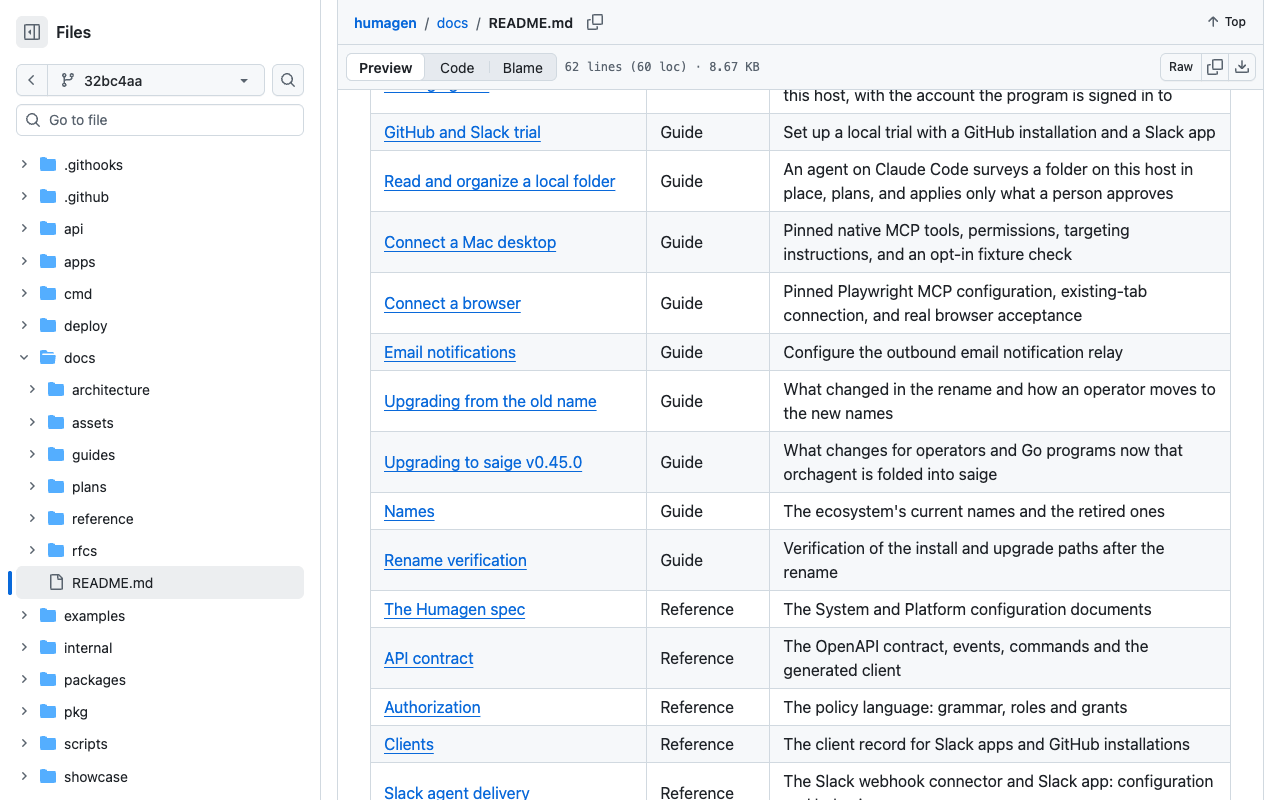 Files
32bc4aa
Go to file
.githooks
.github
api
apps
cmd
deploy
docs
architecture
assets
guides
plans
reference
rfcs
README.md
examples
internal
packages
pkg
scripts
showcase
humagen / docs / README.md
Top
Preview Code Blame 62 lines (60 loc) · 8.67 KB Raw
this host, with the account the program is signed in to
GitHub and Slack trial Guide Set up a local trial with a GitHub installation and a Slack app
Read and organize a local folder Guide An agent on Claude Code surveys a folder on this host in
place, plans, and applies only what a person approves
Connect a Mac desktop Guide Pinned native MCP tools, permissions, targeting
instructions, and an opt-in fixture check
Connect a browser Guide Pinned Playwright MCP configuration, existing-tab
connection, and real browser acceptance
Email notifications Guide Configure the outbound email notification relay
Upgrading from the old name Guide What changed in the rename and how an operator moves to
the new names
Upgrading to saige v0.45.0 Guide What changes for operators and Go programs now that
orchagent is folded into saige
Names Guide The ecosystem's current names and the retired ones
Rename verification Guide Verification of the install and upgrade paths after the
rename
The Humagen spec Reference The System and Platform configuration documents
API contract Reference The OpenAPI contract, events, commands and the
generated client
Authorization Reference The policy language: grammar, roles and grants
Clients Reference The client record for Slack apps and GitHub installations
Slack agent delivery Reference The Slack webhook connector and Slack app: configuration